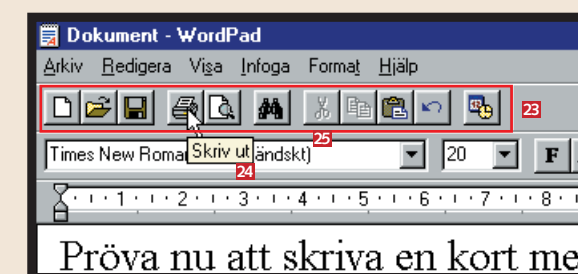 Dokument - WordPad
Arkiv Redigera Visa Infoga Format Hjälp
23
25
Times New Roma ändskt) 20 F
Skriv ut
24
1 2 3 4 5 6 7 8
Pröva nu att skriva en kort me